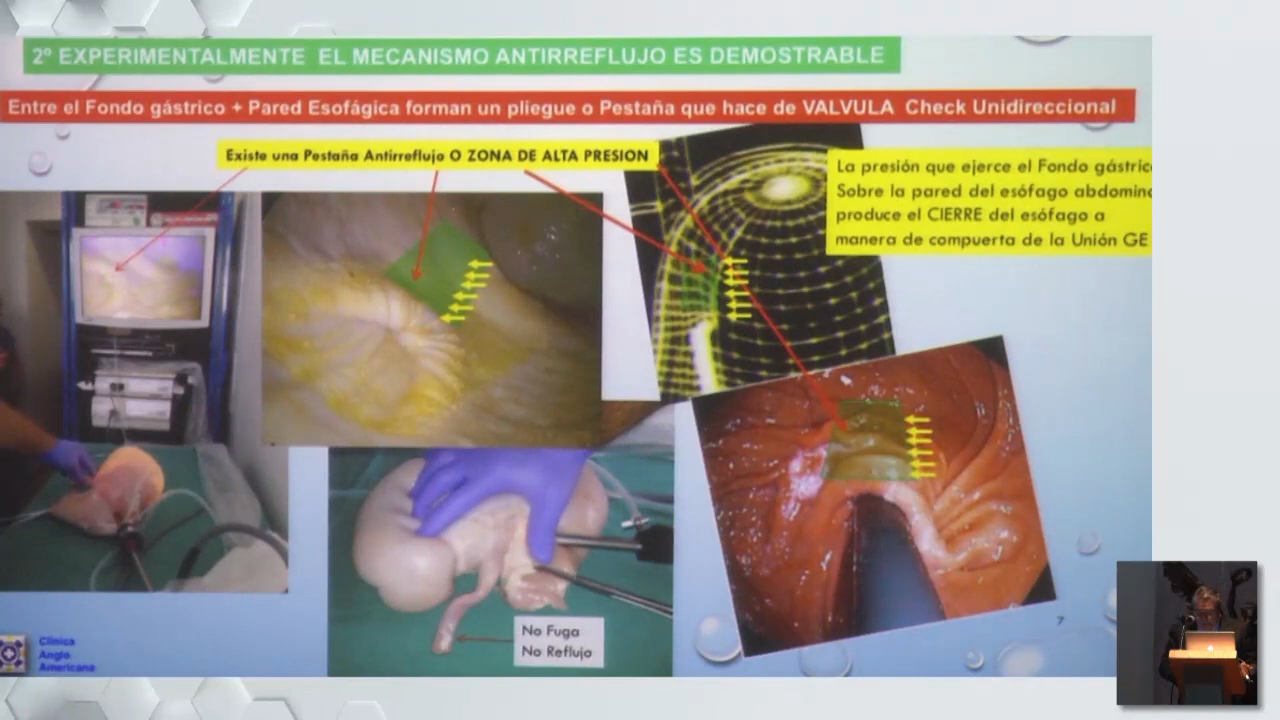 2º EXPERIMENTALMENTE EL MECANISMO ANTIRREFLUJO ES DEMOSTRABLE
Entre el Fondo gástrico + Pared Esofágica forman un pliegue o Pestaña que hace de VALVULA Check Unidireccional
Existe una Pestaña Antirreflujo O ZONA DE ALTA PRESION
La presión que ejerce el Fondo gástric
Sobre la pared del esófago abdomin
produce el CIERRE del esófago a
manera de compuerta de la Unión GE
No Fuga
No Reflujo
7
Clínica
Anglo
Americana